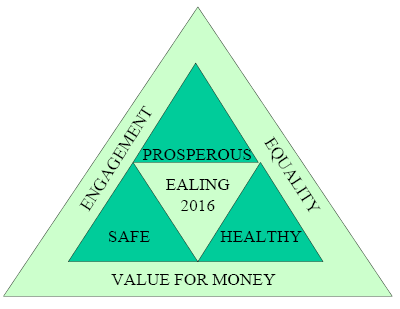 ENGAGEMENT
EQUALITY
PROSPEROUS
EALING
2016
SAFE
HEALTHY
VALUE FOR MONEY